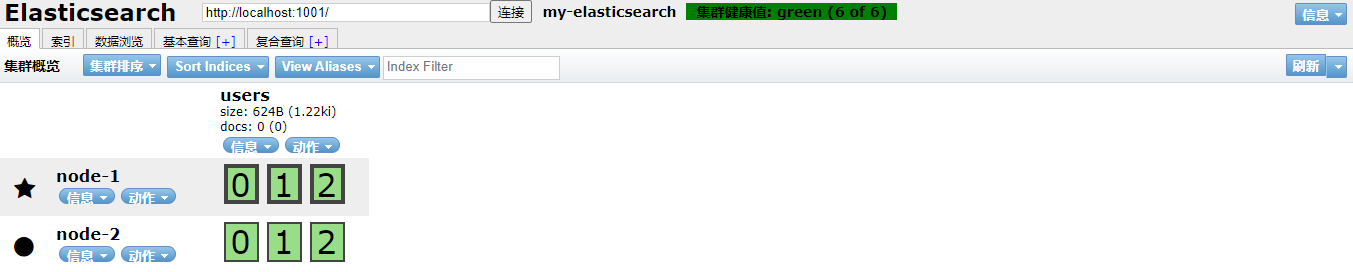 Elasticsearch http://localhost:1001/ 连接 my-elasticsearch 集群健康值: green (6 of 6) 信息
概览 索引 数据浏览 基本查询 [+] 复合查询 [+]
集群概览 集群排序 Sort Indices View Aliases Index Filter 刷新
users
size: 624B (1.22ki)
docs: 0 (0)
信息 动作
node-1 0 1 2
信息 动作
node-2 0 1 2
信息 动作